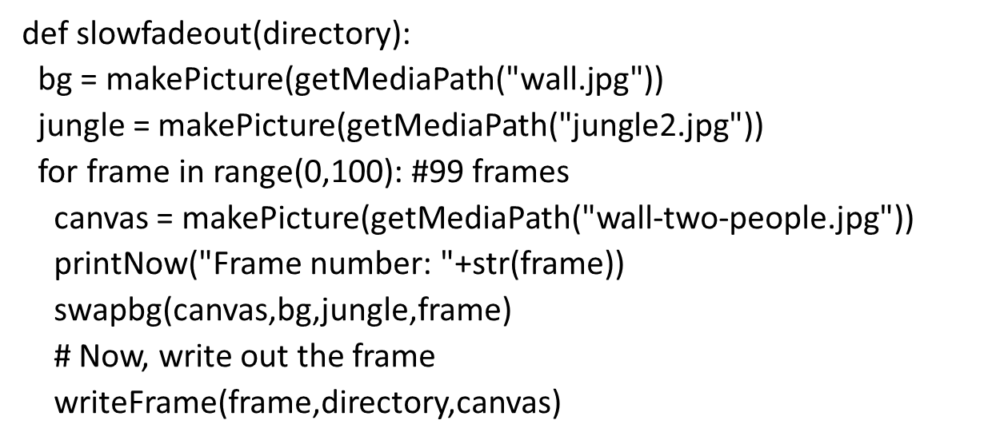 def slowfadeout(directory):
bg = makePicture(getMediaPath("wall.jpg"))
jungle = makePicture(getMediaPath("jungle2.jpg"))
for frame in range(0,100): #99 frames
canvas = makePicture(getMediaPath("wall-two-people.jpg"))
printNow("Frame number: "+str(frame))
swapbg(canvas,bg,jungle,frame)
# Now, write out the frame
writeFrame(frame,directory,canvas)